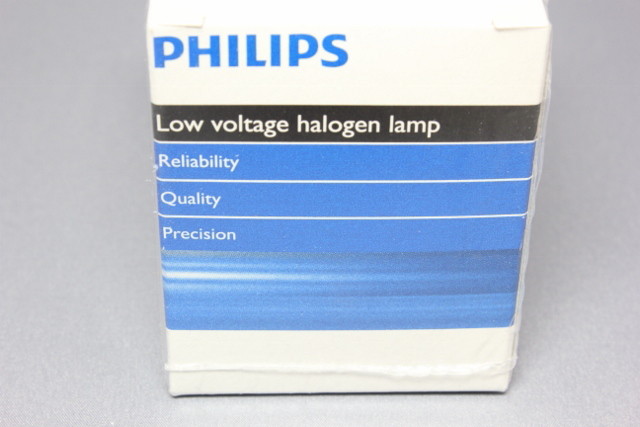 PHILIPS
Low voltage halogen lamp
Reliability
Quality
Precision